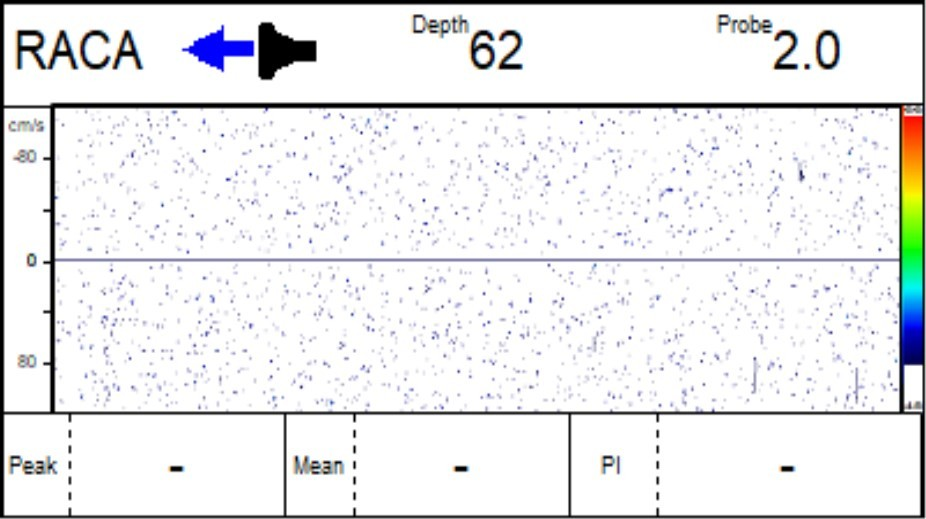 RACA Depth 62 Probe 2.0
cm/s
-80
0
80
Peak - Mean - PI -